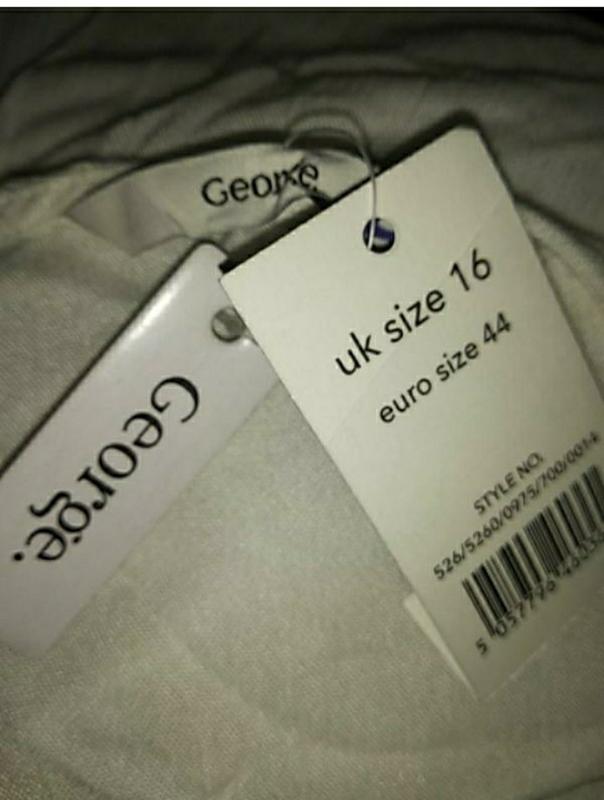 George
George.
uk size 16
euro size 44
STYLE NO.
526/5260/0975/700/0014